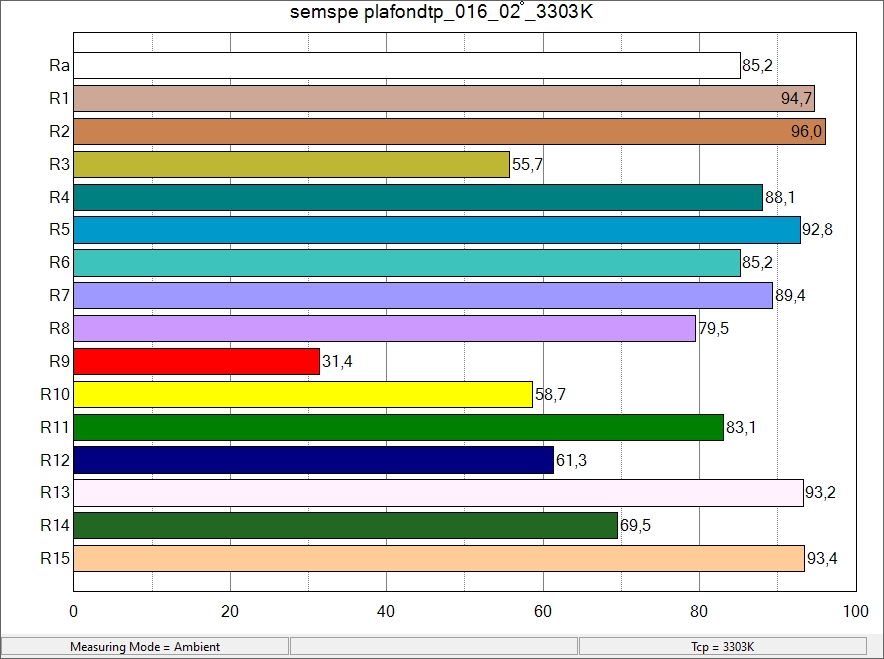 semspe plafondtp_016_02°_3303K
Ra 85,2
R1 94,7
R2 96,0
R3 55,7
R4 88,1
R5 92,8
R6 85,2
R7 89,4
R8 79,5
R9 31,4
R10 58,7
R11 83,1
R12 61,3
R13 93,2
R14 69,5
R15 93,4
0 20 40 60 80 100
Measuring Mode = Ambient Tcp = 3303K